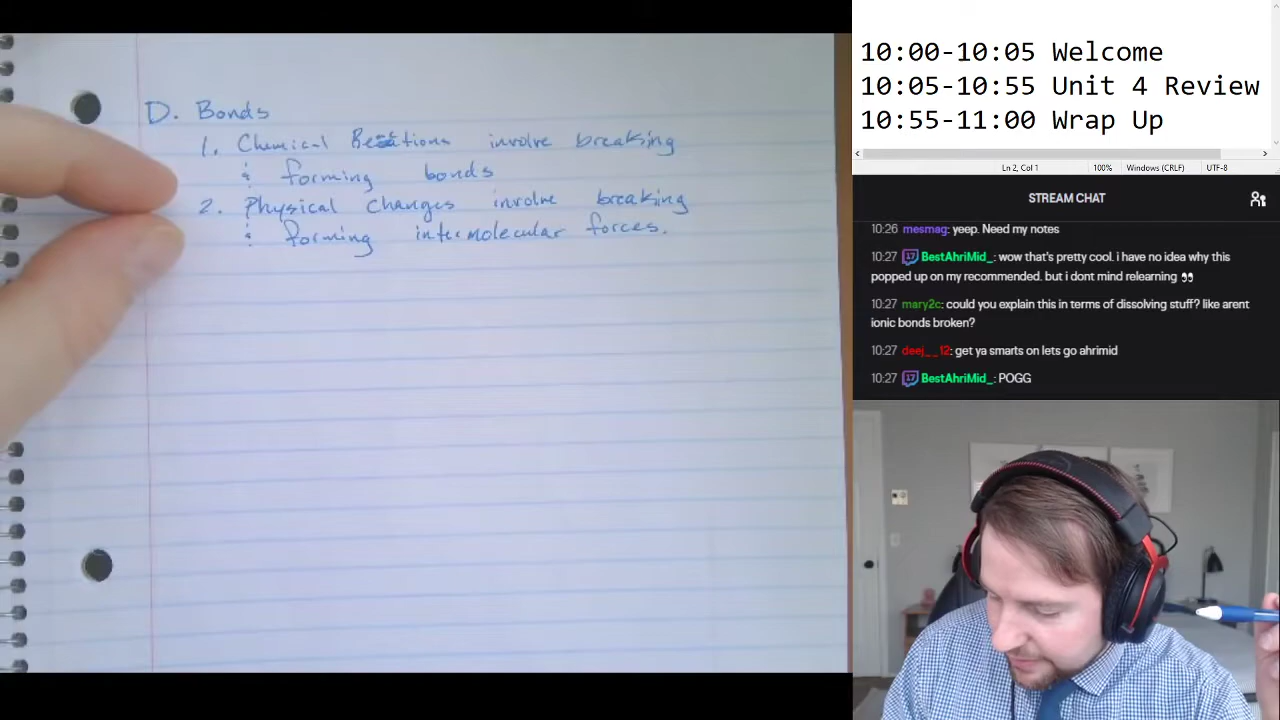 D. Bonds
1. Chemical Reactions involve breaking
& forming bonds
2. Physical Changes involve breaking
& forming intermolecular forces.
10:00-10:05 Welcome
10:05-10:55 Unit 4 Review
10:55-11:00 Wrap Up
Ln 2, Col 1 100% Windows (CRLF) UTF-8
STREAM CHAT
10:26 mesmag: yeep. Need my notes
10:27 17 BestAhriMid_: wow that's pretty cool. i have no idea why this
popped up on my recommended. but i dont mind relearning 👀
10:27 mary2c: could you explain this in terms of dissolving stuff? like arent
ionic bonds broken?
10:27 deej__12: get ya smarts on lets go ahrimid
10:27 17 BestAhriMid_: POGG